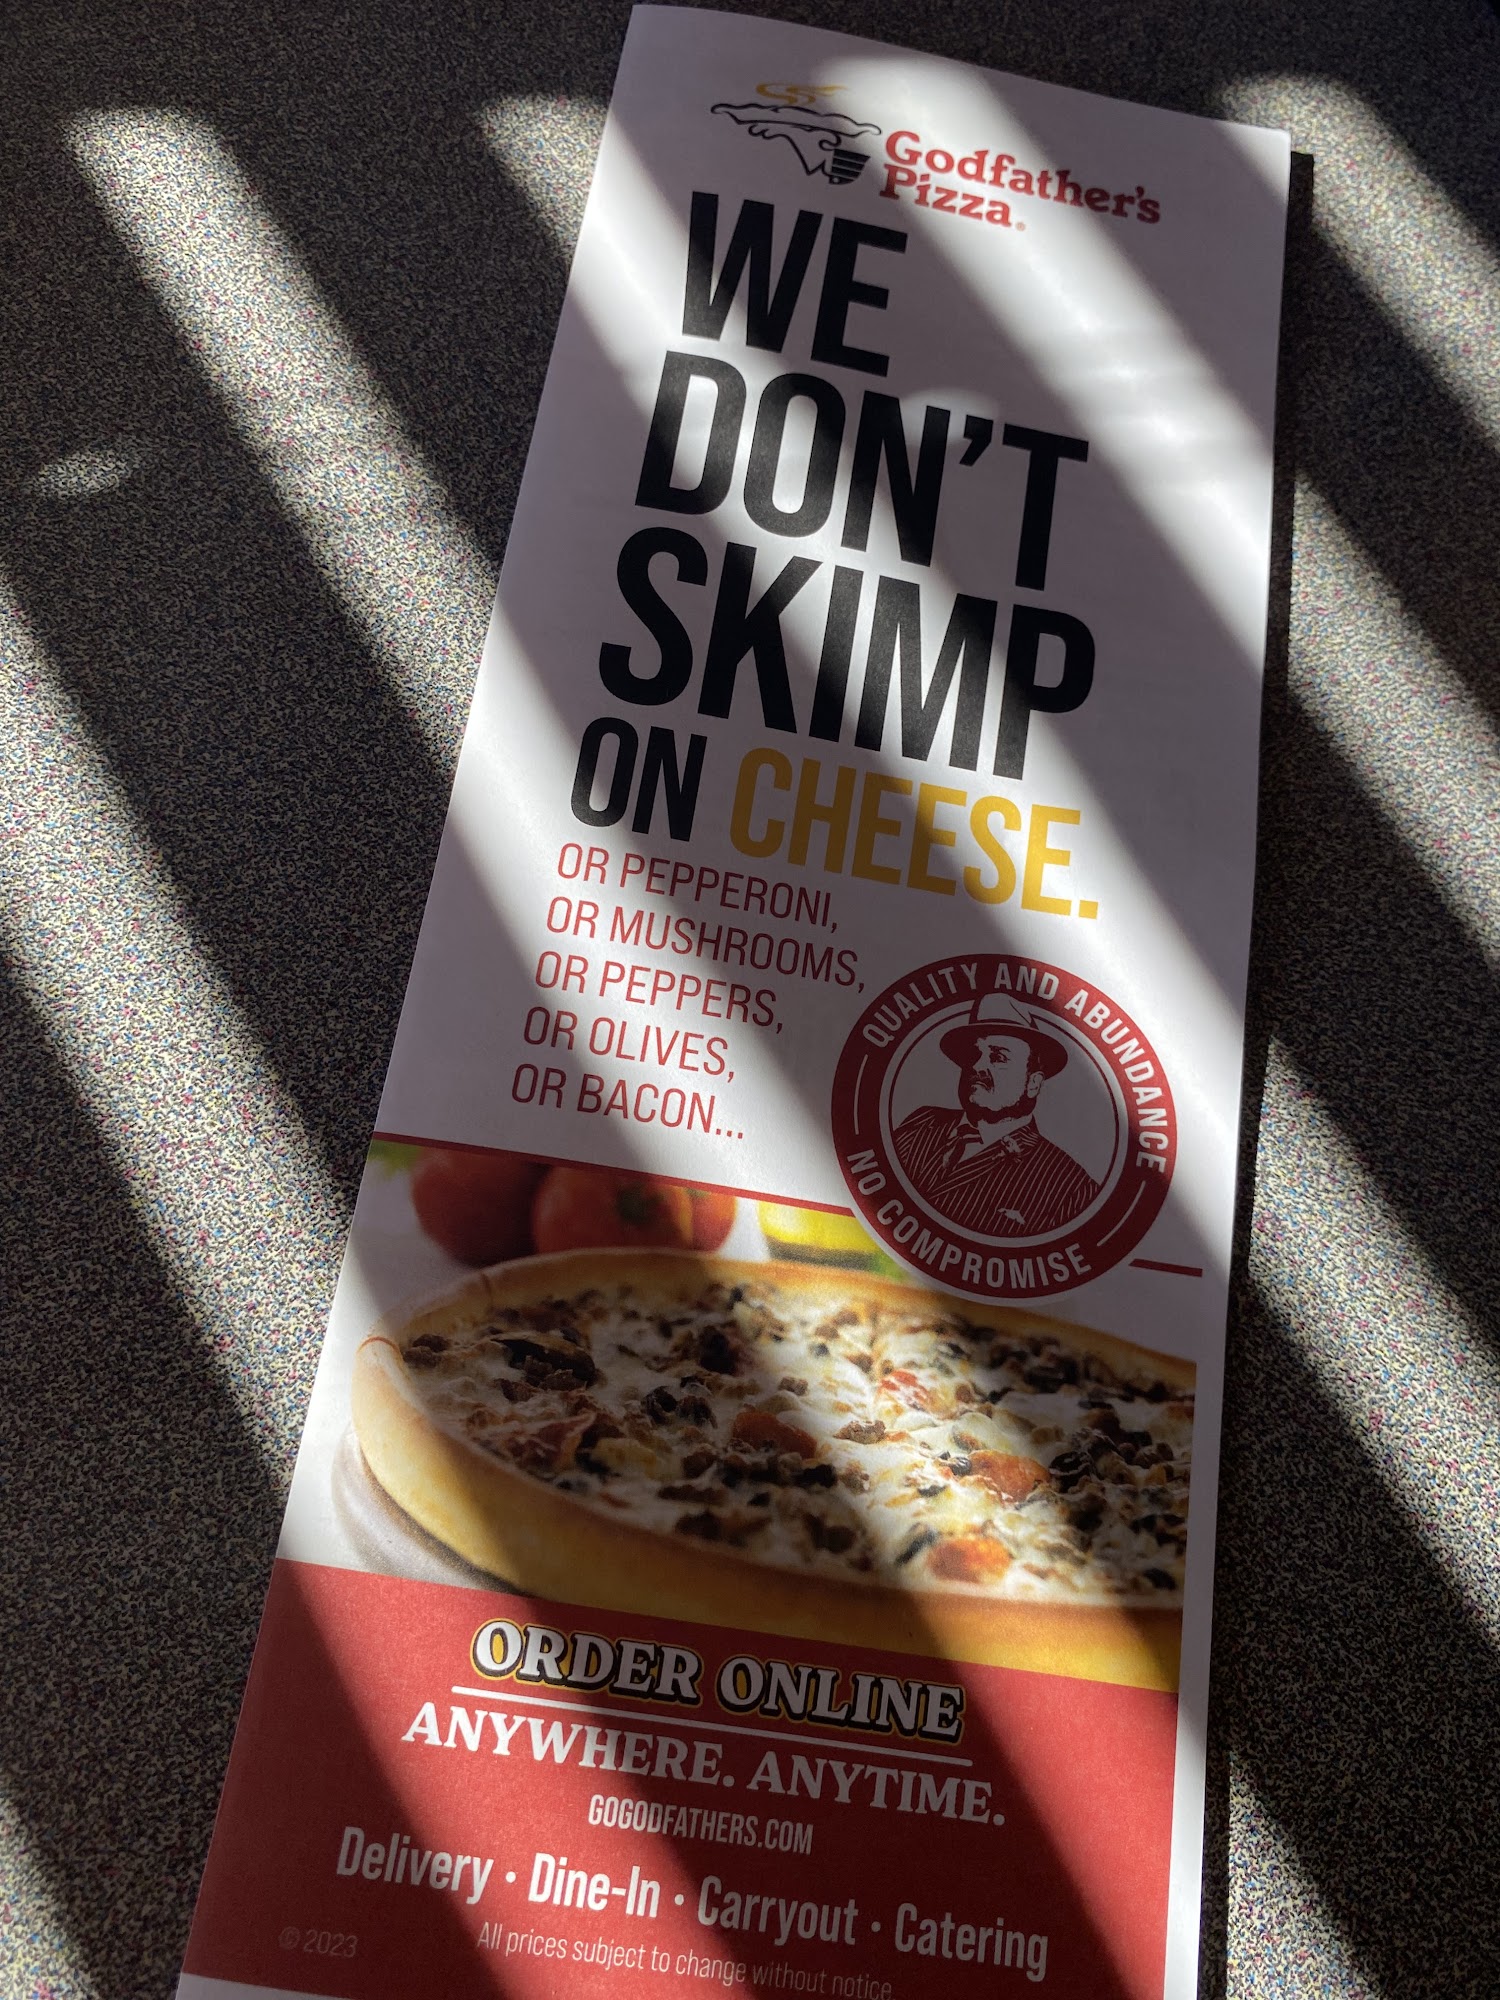 Godfather's
Pizza®
WE
DON'T
SKIMP
ON CHEESE.
OR PEPPERONI,
OR MUSHROOMS,
OR PEPPERS,
OR OLIVES,
OR BACON...
QUALITY AND ABUNDANCE
NO COMPROMISE
ORDER ONLINE
ANYWHERE. ANYTIME.
GOGODFATHERS.COM
Delivery · Dine-In · Carryout · Catering
© 2023
All prices subject to change without notice.